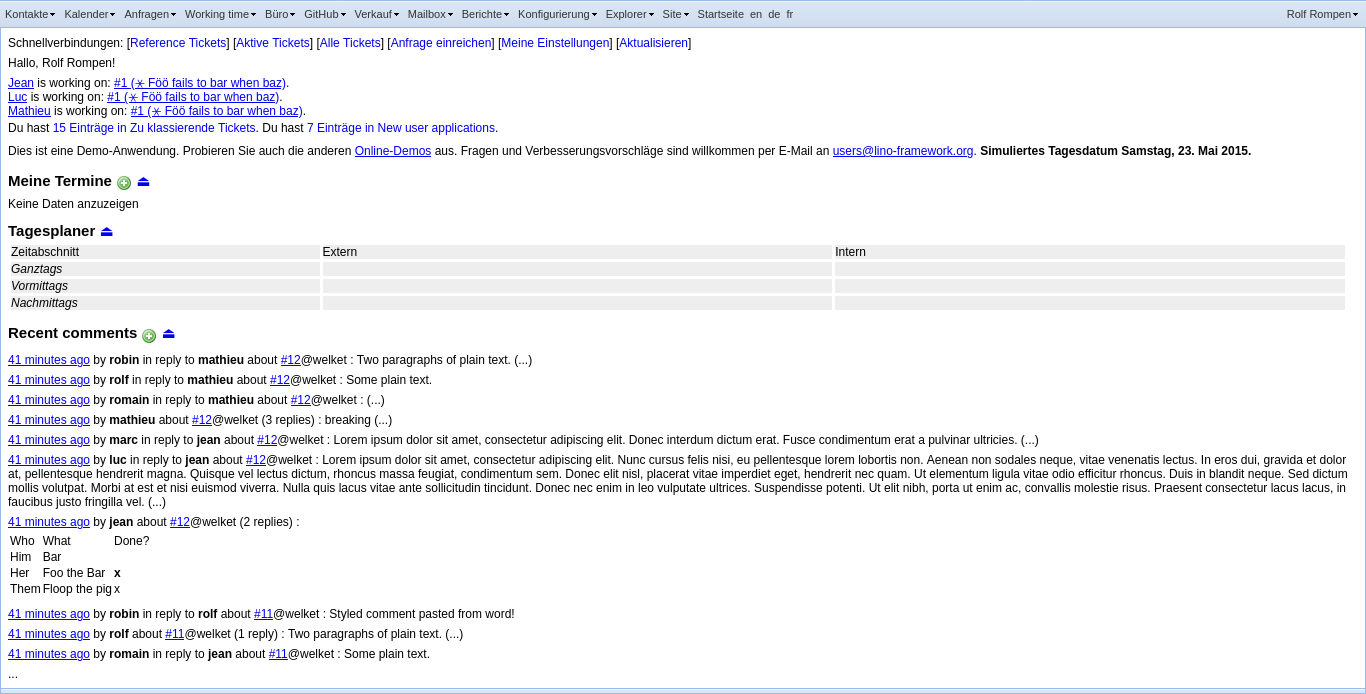 Kontakte Kalender Anfragen Working time Büro GitHub Verkauf Mailbox Berichte Konfigurierung Explorer Site Startseite en de fr Rolf Rompen
Schnellverbindungen: [Reference Tickets] [Aktive Tickets] [Alle Tickets] [Anfrage einreichen] [Meine Einstellungen] [Aktualisieren]
Hallo, Rolf Rompen!
Jean is working on: #1 (⚹ Föö fails to bar when baz).
Luc is working on: #1 (⚹ Föö fails to bar when baz).
Mathieu is working on: #1 (⚹ Föö fails to bar when baz).
Du hast 15 Einträge in Zu klassierende Tickets. Du hast 7 Einträge in New user applications.
Dies ist eine Demo-Anwendung. Probieren Sie auch die anderen Online-Demos aus. Fragen und Verbesserungsvorschläge sind willkommen per E-Mail an users@lino-framework.org. Simuliertes Tagesdatum Samstag, 23. Mai 2015.
Meine Termine ⏏
Keine Daten anzuzeigen
Tagesplaner ⏏
Zeitabschnitt Extern Intern
Ganztags
Vormittags
Nachmittags
Recent comments ⏏
41 minutes ago by robin in reply to mathieu about #12@welket : Two paragraphs of plain text. (...)
41 minutes ago by rolf in reply to mathieu about #12@welket : Some plain text.
41 minutes ago by romain in reply to mathieu about #12@welket : (...)
41 minutes ago by mathieu about #12@welket (3 replies) : breaking (...)
41 minutes ago by marc in reply to jean about #12@welket : Lorem ipsum dolor sit amet, consectetur adipiscing elit. Donec interdum dictum erat. Fusce condimentum erat a pulvinar ultricies. (...)
41 minutes ago by luc in reply to jean about #12@welket : Lorem ipsum dolor sit amet, consectetur adipiscing elit. Nunc cursus felis nisi, eu pellentesque lorem lobortis non. Aenean non sodales neque, vitae venenatis lectus. In eros dui, gravida et dolor
at, pellentesque hendrerit magna. Quisque vel lectus dictum, rhoncus massa feugiat, condimentum sem. Donec elit nisl, placerat vitae imperdiet eget, hendrerit nec quam. Ut elementum ligula vitae odio efficitur rhoncus. Duis in blandit neque. Sed dictum
mollis volutpat. Morbi at est et nisi euismod viverra. Nulla quis lacus vitae ante sollicitudin tincidunt. Donec nec enim in leo vulputate ultrices. Suspendisse potenti. Ut elit nibh, porta ut enim ac, convallis molestie risus. Praesent consectetur lacus lacus, in
faucibus justo fringilla vel. (...)
41 minutes ago by jean about #12@welket (2 replies) :
Who What Done?
Him Bar
Her Foo the Bar x
Them Floop the pig x
41 minutes ago by robin in reply to rolf about #11@welket : Styled comment pasted from word!
41 minutes ago by rolf about #11@welket (1 reply) : Two paragraphs of plain text. (...)
41 minutes ago by romain in reply to jean about #11@welket : Some plain text.
...